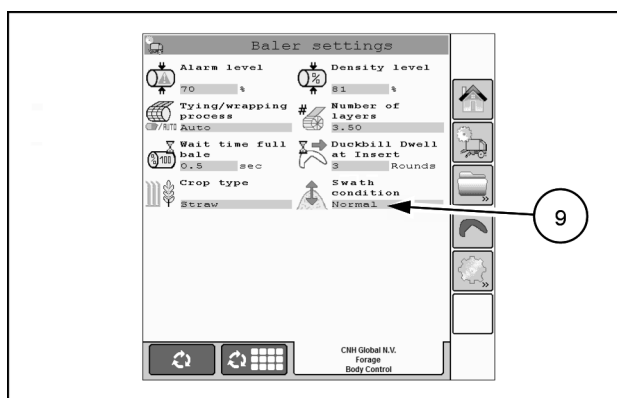 Baler settings
Alarm level
70 %
Density level
81 %
Tying/wrapping process
/AUTO Auto
# Number of layers
3.50
Wait time full bale
%100
0.5 sec
Duckbill Dwell at Insert
3 Rounds
Crop type
Straw
Swath condition
Normal
9
CNH Global N.V.
Forage
Body Control